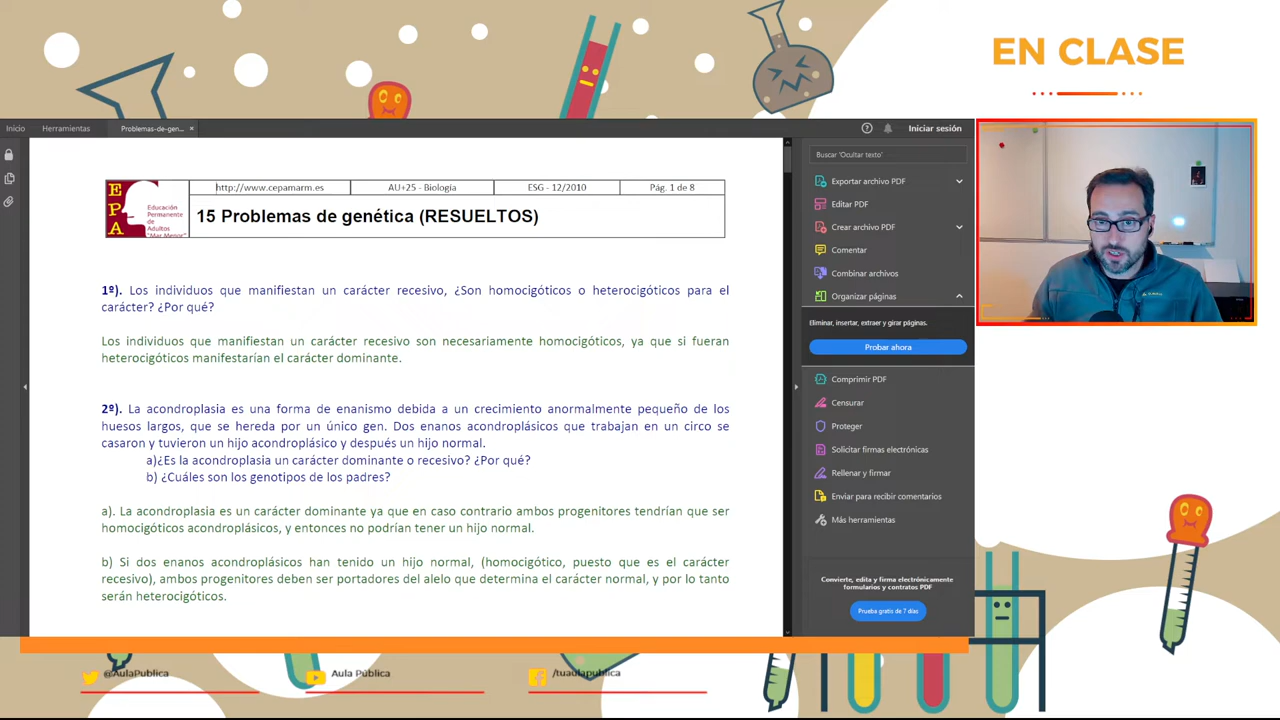 EN CLASE
Inicio
Herramientas
Problemas-de-gen...
×
Iniciar sesión
Buscar 'Ocultar texto'
http://www.cepamarm.es
AU+25 - Biología
ESG - 12/2010
Pág. 1 de 8
EPA
Educación
Permanente
de
Adultos
"Mar Menor"
15 Problemas de genética (RESUELTOS)
1º). Los individuos que manifiestan un carácter recesivo, ¿Son homocigóticos o heterocigóticos para el
carácter? ¿Por qué?
Los individuos que manifiestan un carácter recesivo son necesariamente homocigóticos, ya que si fueran
heterocigóticos manifestarían el carácter dominante.
2º). La acondroplasia es una forma de enanismo debida a un crecimiento anormalmente pequeño de los
huesos largos, que se hereda por un único gen. Dos enanos acondroplásicos que trabajan en un circo se
casaron y tuvieron un hijo acondroplásico y después un hijo normal.
a)¿Es la acondroplasia un carácter dominante o recesivo? ¿Por qué?
b) ¿Cuáles son los genotipos de los padres?
a). La acondroplasia es un carácter dominante ya que en caso contrario ambos progenitores tendrían que ser
homocigóticos acondroplásicos, y entonces no podrían tener un hijo normal.
b) Si dos enanos acondroplásicos han tenido un hijo normal, (homocigótico, puesto que es el carácter
recesivo), ambos progenitores deben ser portadores del alelo que determina el carácter normal, y por lo tanto
serán heterocigóticos.
Exportar archivo PDF
Editar PDF
Crear archivo PDF
Comentar
Combinar archivos
Organizar páginas
Eliminar, insertar, extraer y girar páginas.
Probar ahora
Comprimir PDF
Censurar
Proteger
Solicitar firmas electrónicas
Rellenar y firmar
Enviar para recibir comentarios
Más herramientas
Convierte, edita y firma electrónicamente
formularios y contratos PDF
Prueba gratis de 7 días
@AulaPublica
Aula Pública
/tuaulapublica